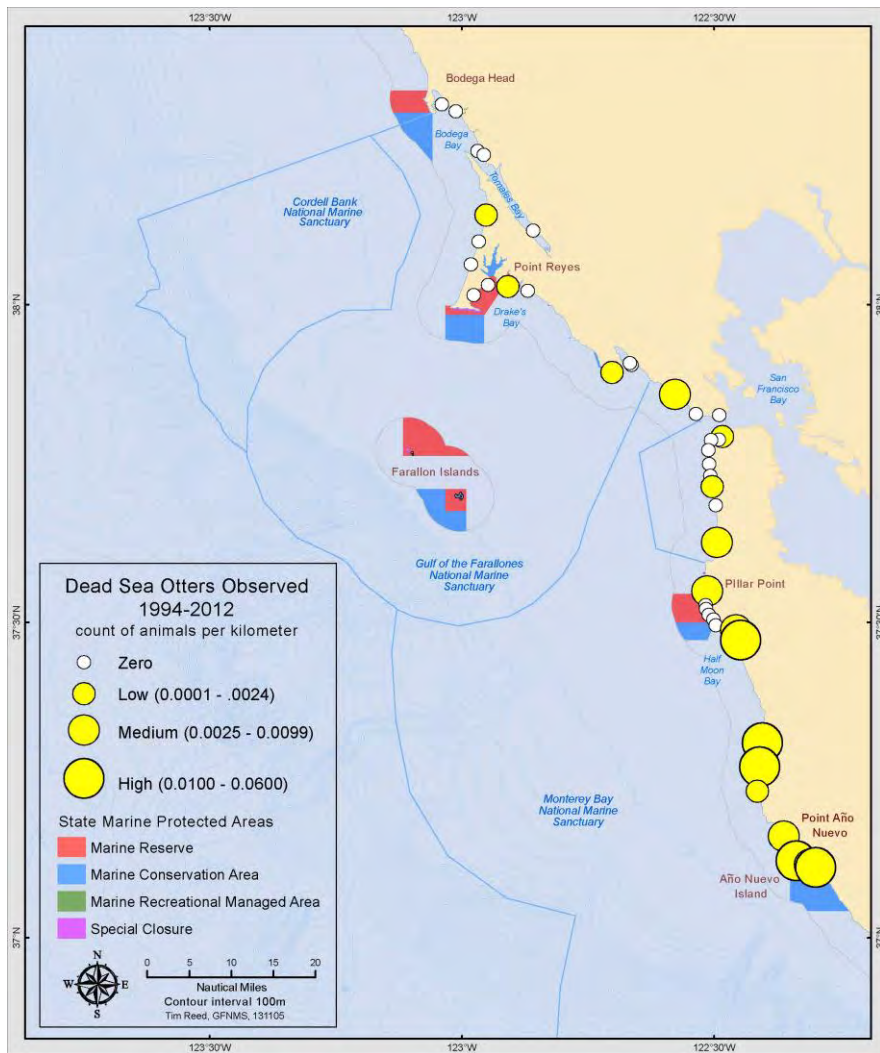 123°30'W
123°W
122°30'W
Bodega Head
Bodega
Bay
Tomales Bay
Cordell Bank
National Marine
Sanctuary
Point Reyes
38°N
38°N
Drake's
Bay
San
Francisco
Bay
Farallon Islands
Gulf of the Farallones
National Marine
Sanctuary
Pillar Point
37°30'N
37°30'N
Half
Moon
Bay
Monterey Bay
National Marine
Sanctuary
Point Año
Nuevo
Año Nuevo
Island
37°N
37°N
Dead Sea Otters Observed
1994-2012
count of animals per kilometer
Zero
Low (0.0001 - .0024)
Medium (0.0025 - 0.0099)
High (0.0100 - 0.0600)
State Marine Protected Areas
Marine Reserve
Marine Conservation Area
Marine Recreational Managed Area
Special Closure
N
W E
S
0 5 10 20
Nautical Miles
Contour interval 100m
Tim Reed, GFNMS, 131105
123°30'W
123°W
122°30'W